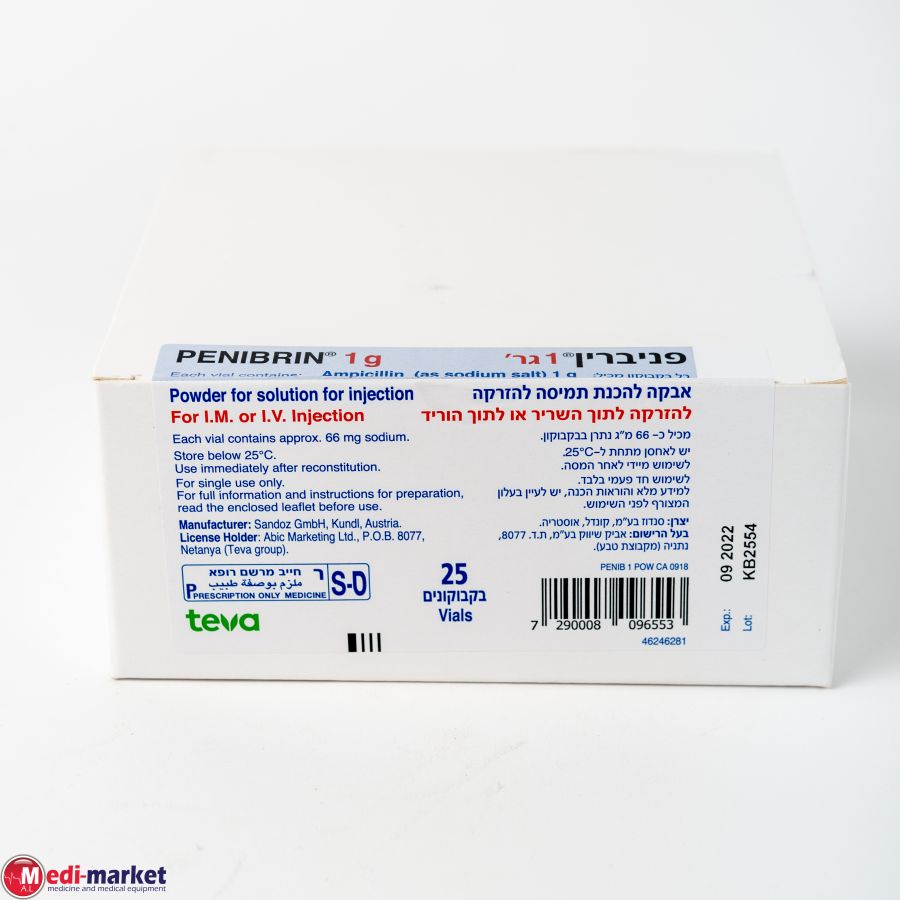 PENIBRIN® 1g
פניברין® 1 גר׳
Each vial contains: Ampicillin (as sodium salt) 1 g כל בקבוקון מכיל:
Powder for solution for injection
For I.M. or I.V. Injection
Each vial contains approx. 66 mg sodium.
Store below 25°C.
Use immediately after reconstitution.
For single use only.
For full information and instructions for preparation,
read the enclosed leaflet before use.
Manufacturer: Sandoz GmbH, Kundl, Austria.
License Holder: Abic Marketing Ltd., P.O.B. 8077,
Netanya (Teva group).
אבקה להכנת תמיסה להזרקה
להזרקה לתוך השריר או לתוך הוריד
מכיל כ- 66 מ״ג נתרן בבקבוקון.
יש לאחסן מתחת ל-25°C.
לשימוש מיידי לאחר המסה.
לשימוש חד פעמי בלבד.
למידע מלא והוראות הכנה, יש לעיין בעלון
המצורף לפני השימוש.
יצרן: סנדוז בע״מ, קונדל, אוסטריה.
בעל הרישום: אביק שיווק בע״מ, ת.ד. 8077,
נתניה (מקבוצת טבע).
ר חייב מרשם רופא
ملزم بوصفة طبيب
P PRESCRIPTION ONLY MEDICINE
S-D
teva
25
בקבוקונים
Vials
PENIB 1 POW CA 0918
7 290008 096553
46246281
Exp.: 09 2022
Lot: KB2554
Medi-market
A.L
medicine and medical equipment